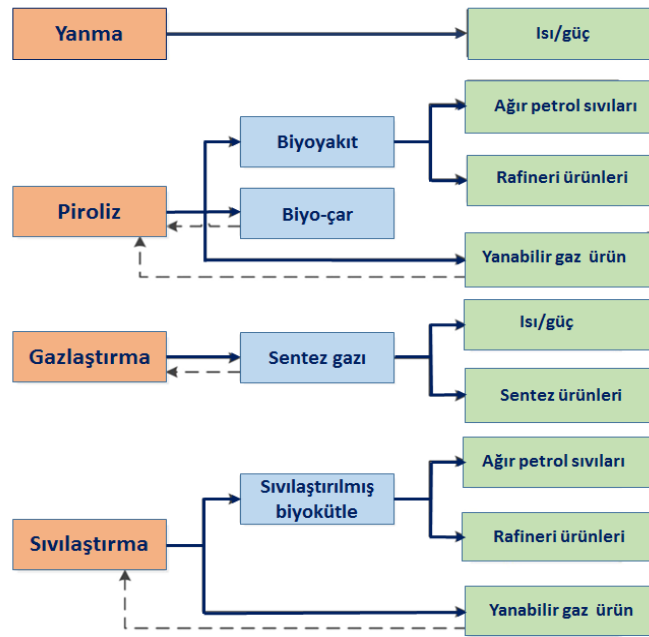 Yanma
Isı/güç
Ağır petrol sıvıları
Biyoyakıt
Rafineri ürünleri
Piroliz
Biyo-çar
Yanabilir gaz ürün
Isı/güç
Gazlaştırma
Sentez gazı
Sentez ürünleri
Ağır petrol sıvıları
Sıvılaştırılmış
biyokütle
Rafineri ürünleri
Sıvılaştırma
Yanabilir gaz ürün